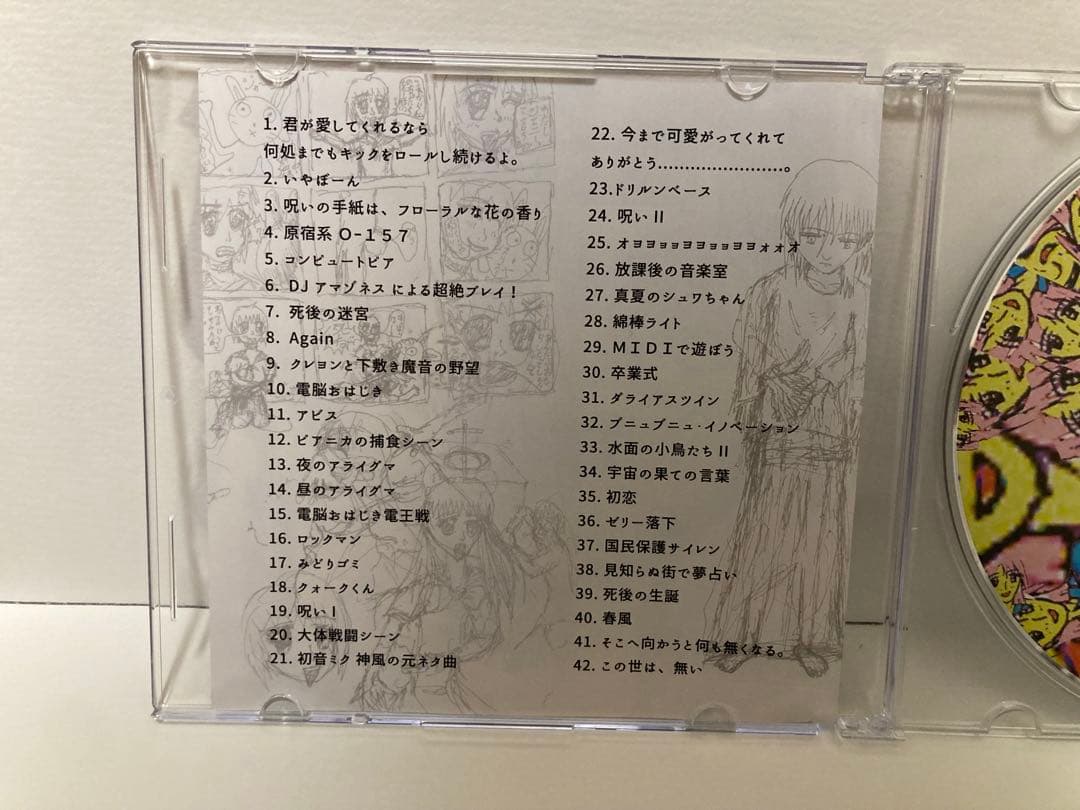 1. 君が愛してくれるなら
何処までもキックをロールし続けるよ。
2. いやぼーん
3. 呪いの手紙は、フローラルな花の香り
4. 原宿系 O-157
5. コンピュートピア
6. DJ アマゾネス による超絶プレイ！
7. 死後の迷宮
8. Again
9. クレヨンと下敷き魔音の野望
10. 電脳おはじき
11. アビス
12. ピアニカの捕食シーン
13. 夜のアライグマ
14. 昼のアライグマ
15. 電脳おはじき電王戦
16. ロックマン
17. みどりゴミ
18. クォークくん
19. 呪い I
20. 大体戦闘シーン
21. 初音ミク 神風の元ネタ曲
22. 今まで可愛がってくれて
ありがとう........................。
23.ドリルンベース
24. 呪い II
25. オヨヨョョヨヨョョヨヨォォオ
26. 放課後の音楽室
27. 真夏のシュワちゃん
28. 綿棒ライト
29. MIDIで遊ぼう
30. 卒業式
31. ダライアスツイン
32. プニュプニュ・イノベーション
33. 水面の小鳥たち II
34. 宇宙の果ての言葉
35. 初恋
36. ゼリー落下
37. 国民保護サイレン
38. 見知らぬ街で夢占い
39. 死後の生誕
40. 春風
41. そこへ向かうと何も無くなる。
42. この世は、無い